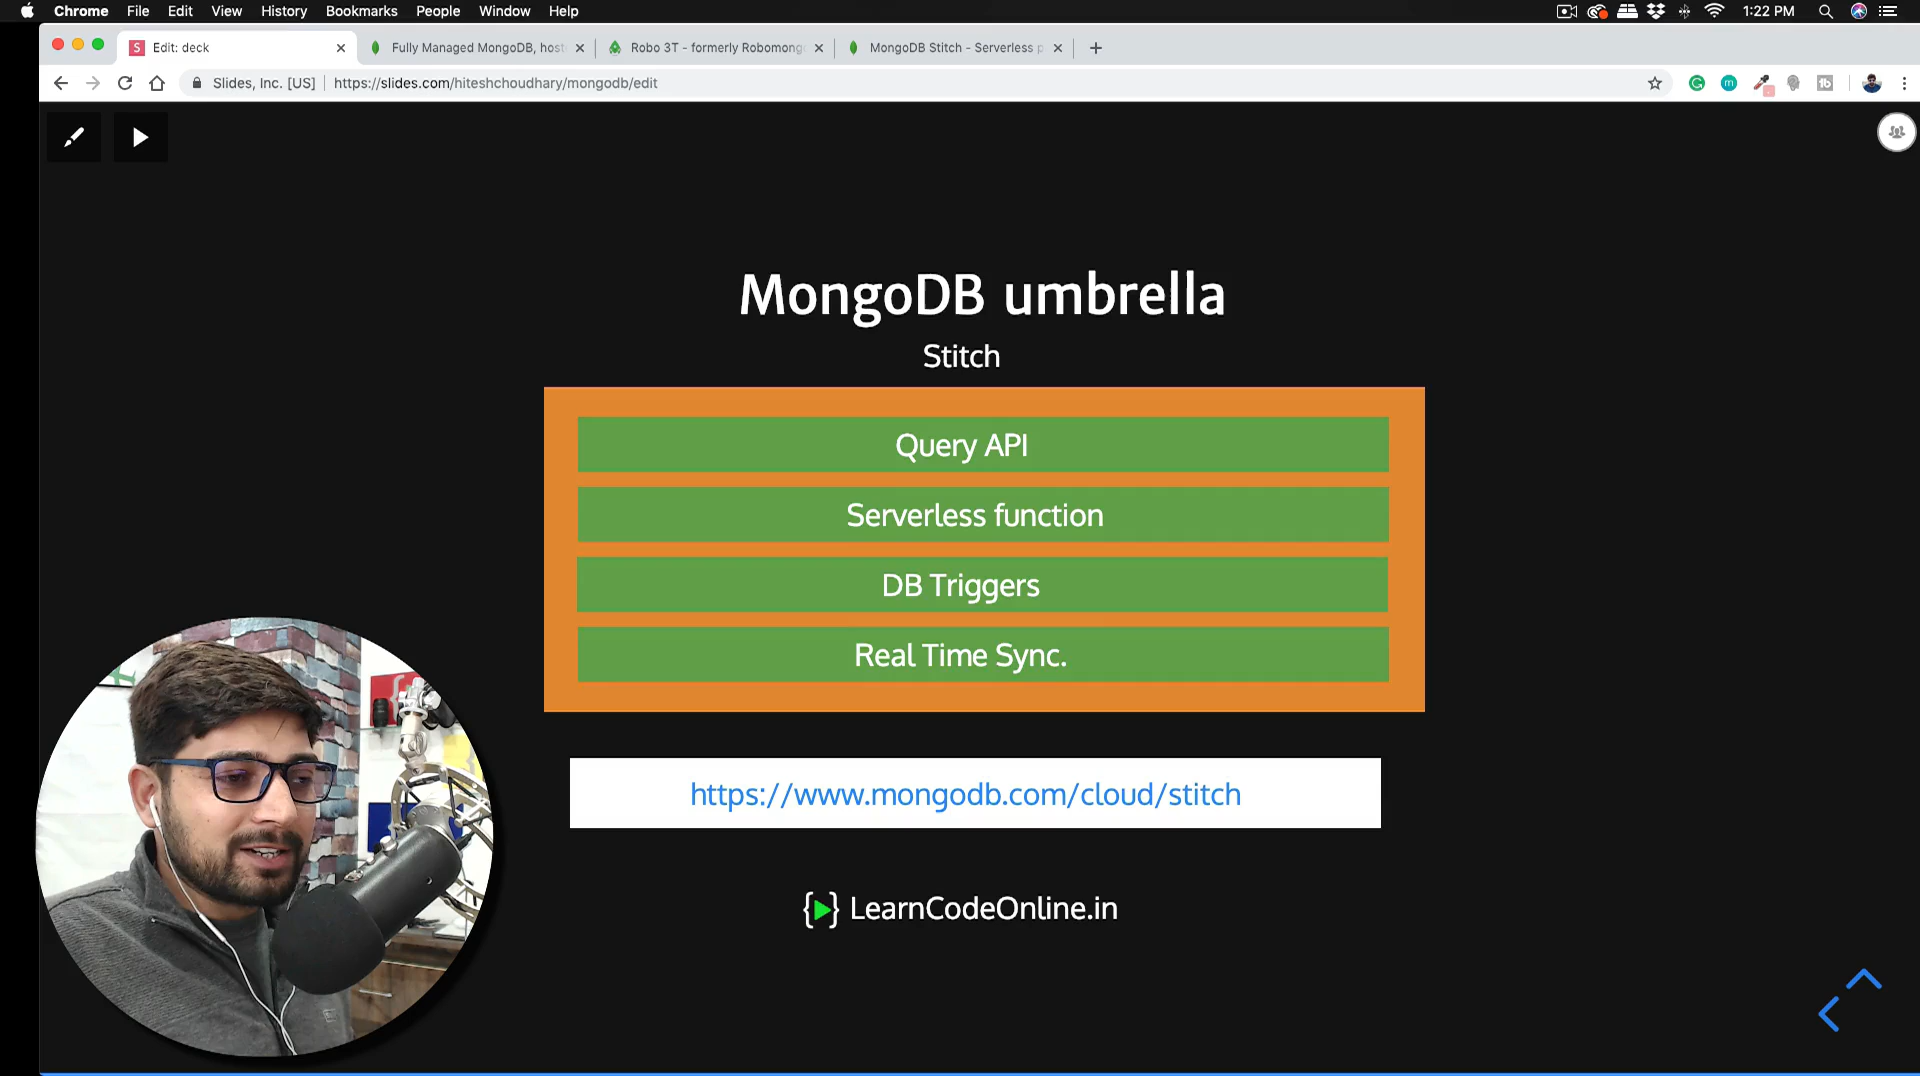 Chrome File Edit View History Bookmarks People Window Help 1:22 PM
S Edit: deck Fully Managed MongoDB, host Robo 3T - formerly Robomong MongoDB Stitch - Serverless p
Slides, Inc. [US] https://slides.com/hiteshchoudhary/mongodb/edit
MongoDB umbrella
Stitch
Query API
Serverless function
DB Triggers
Real Time Sync.
https://www.mongodb.com/cloud/stitch
LearnCodeOnline.in